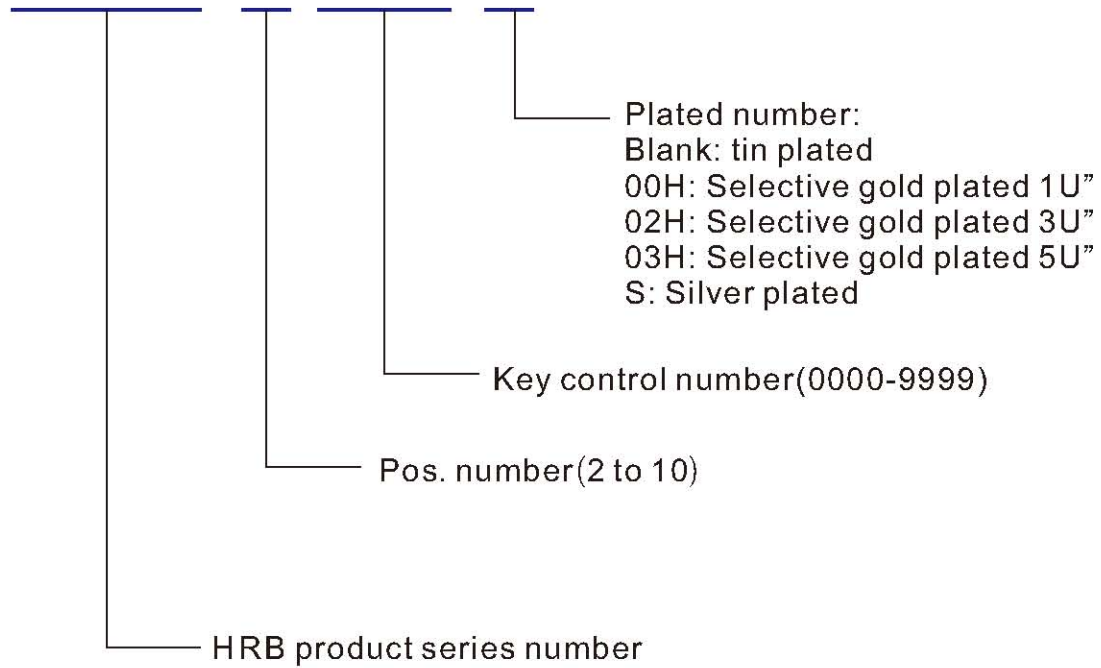 Plated number:
Blank: tin plated
00H: Selective gold plated 1U”
02H: Selective gold plated 3U”
03H: Selective gold plated 5U”
S: Silver plated
Key control number(0000-9999)
Pos. number(2 to 10)
HRB product series number